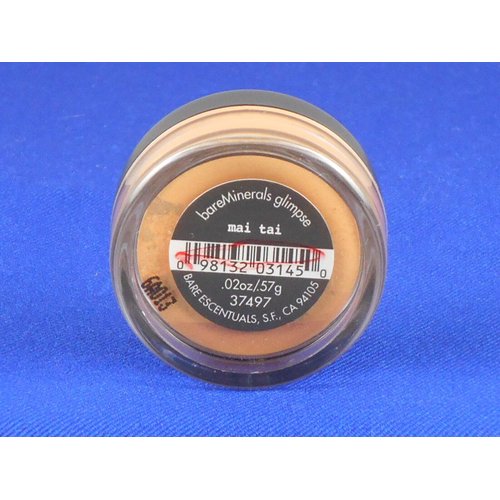 bareMinerals glimpse
mai tai
0 98132 03145 0
.02oz/.57g
37497
BARE ESCENTUALS, S.F., CA 94105